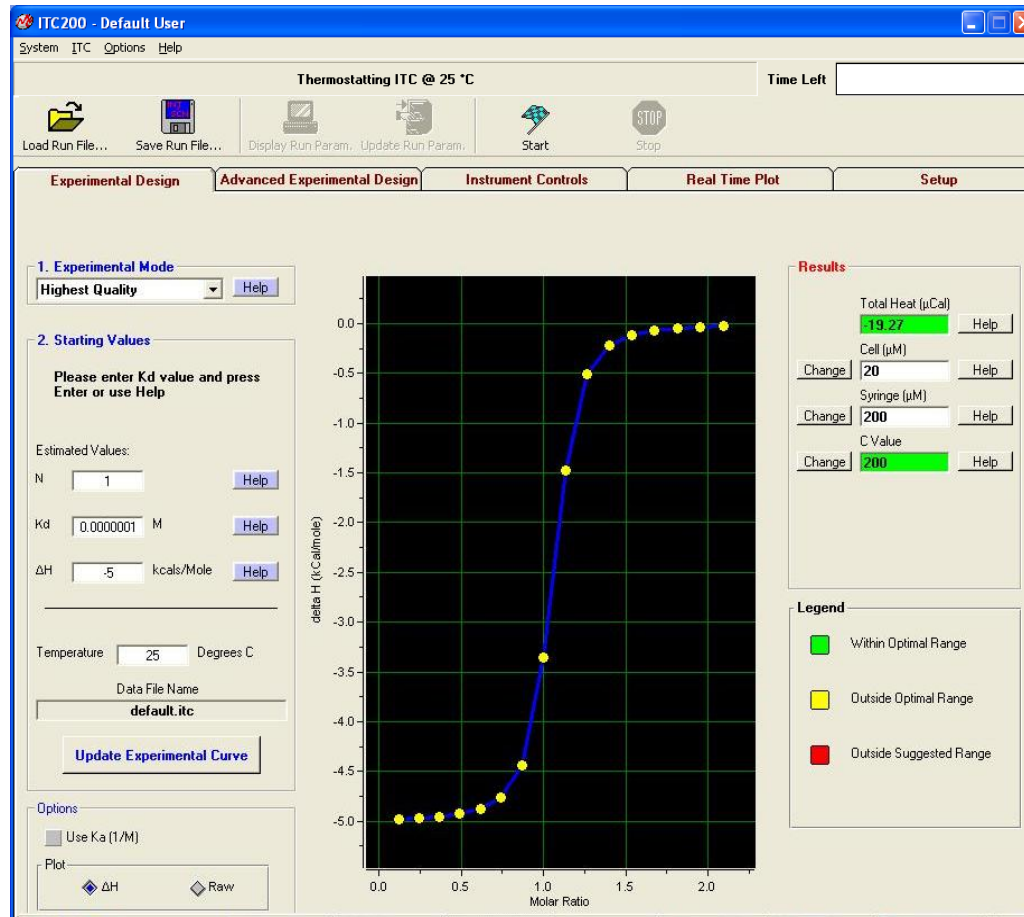 ITC200 - Default User
System ITC Options Help
Thermostatting ITC @ 25 °C
Time Left
Load Run File...
Save Run File...
Display Run Param.
Update Run Param.
Start
STOP
Stop
Experimental Design
Advanced Experimental Design
Instrument Controls
Real Time Plot
Setup
1. Experimental Mode
Highest Quality
Help
2. Starting Values
Please enter Kd value and press
Enter or use Help
Estimated Values:
N 1 Help
Kd 0.0000001 M Help
ΔH -5 kcals/Mole Help
Temperature 25 Degrees C
Data File Name
default.itc
Update Experimental Curve
Options
Use Ka (1/M)
Plot
ΔH
Raw
delta H (kCal/mole)
0.0
-0.5
-1.0
-1.5
-2.0
-2.5
-3.0
-3.5
-4.0
-4.5
-5.0
0.0 0.5 1.0 1.5 2.0
Molar Ratio
Results
Total Heat (µCal)
-19.27 Help
Cell (µM)
Change 20 Help
Syringe (µM)
Change 200 Help
C Value
Change 200 Help
Legend
Within Optimal Range
Outside Optimal Range
Outside Suggested Range